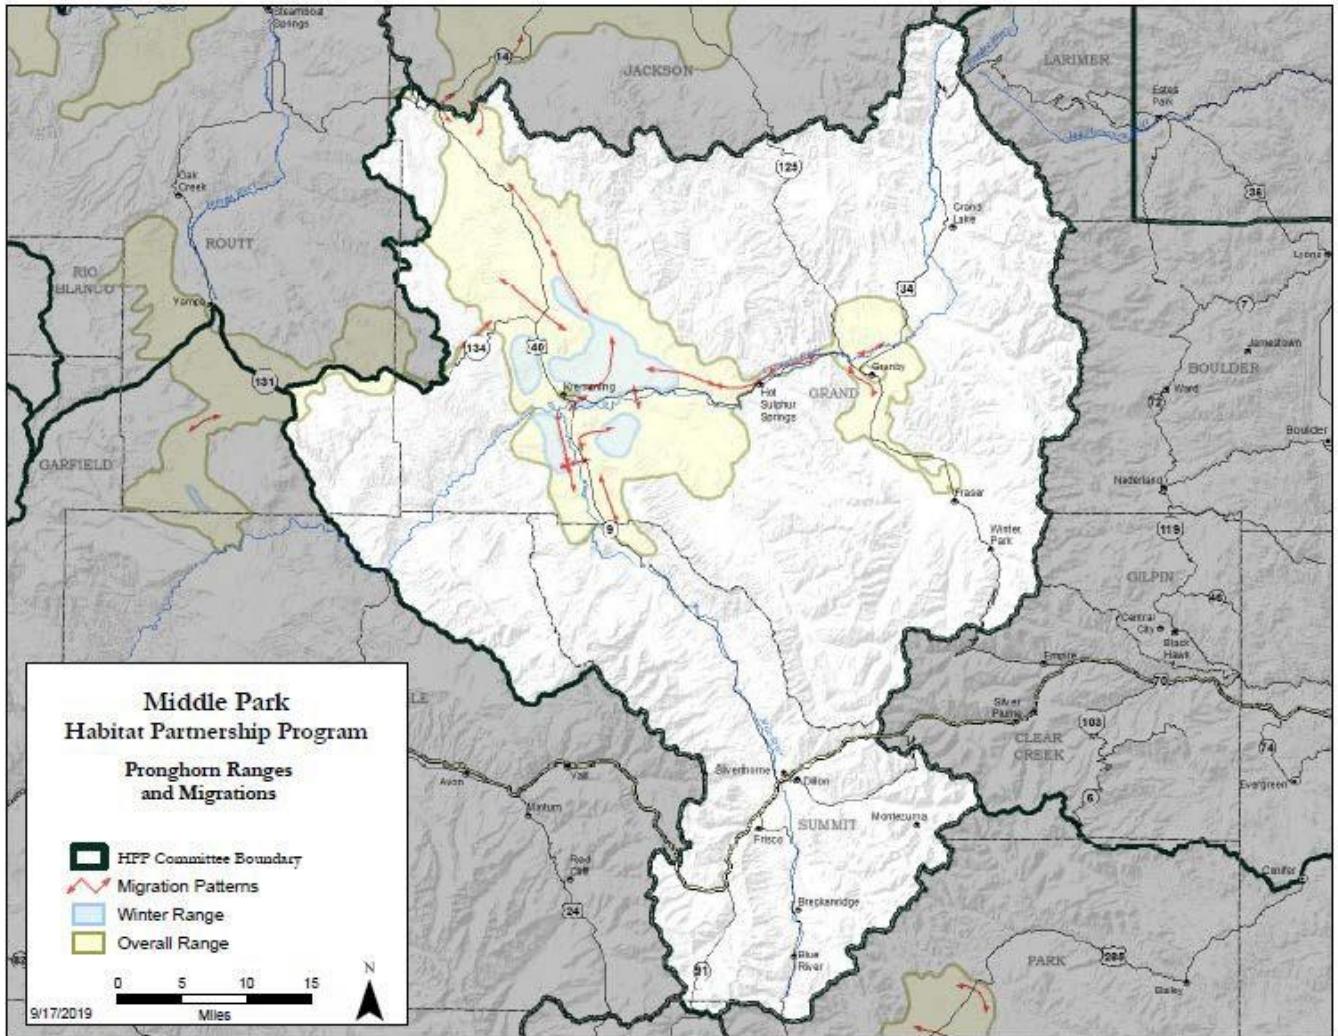 Steamboat
Springs
14
JACKSON
LARIMER
Estes
Park
125
36
Oak
Creek
Grand
Lake
ROUTT
Lyons
RIO
BLANCO
34
7
Yampa
134
40
Jamestown
131
Granby
BOULDER
Kremmling
Hot
Sulphur
Springs
GRAND
Ward
72
Boulder
GARFIELD
Nederland
Fraser
9
Winter
Park
119
GILPIN
46
Central
City
Black
Hawk
Empire
70
Middle Park
Habitat Partnership Program
Pronghorn Ranges
and Migrations
HPP Committee Boundary
Migration Patterns
Winter Range
Overall Range
0 5 10 15
Miles
N
9/17/2019
LE
Silver
Plume
103
CLEAR
CREEK
74
Evergreen
6
Avon
Vail
Minturn
Silverthorne
Dillon
SUMMIT
Montezuma
Frisco
Red
Cliff
24
Conifer
Breckenridge
Blue
River
91
PARK
285
Bailey